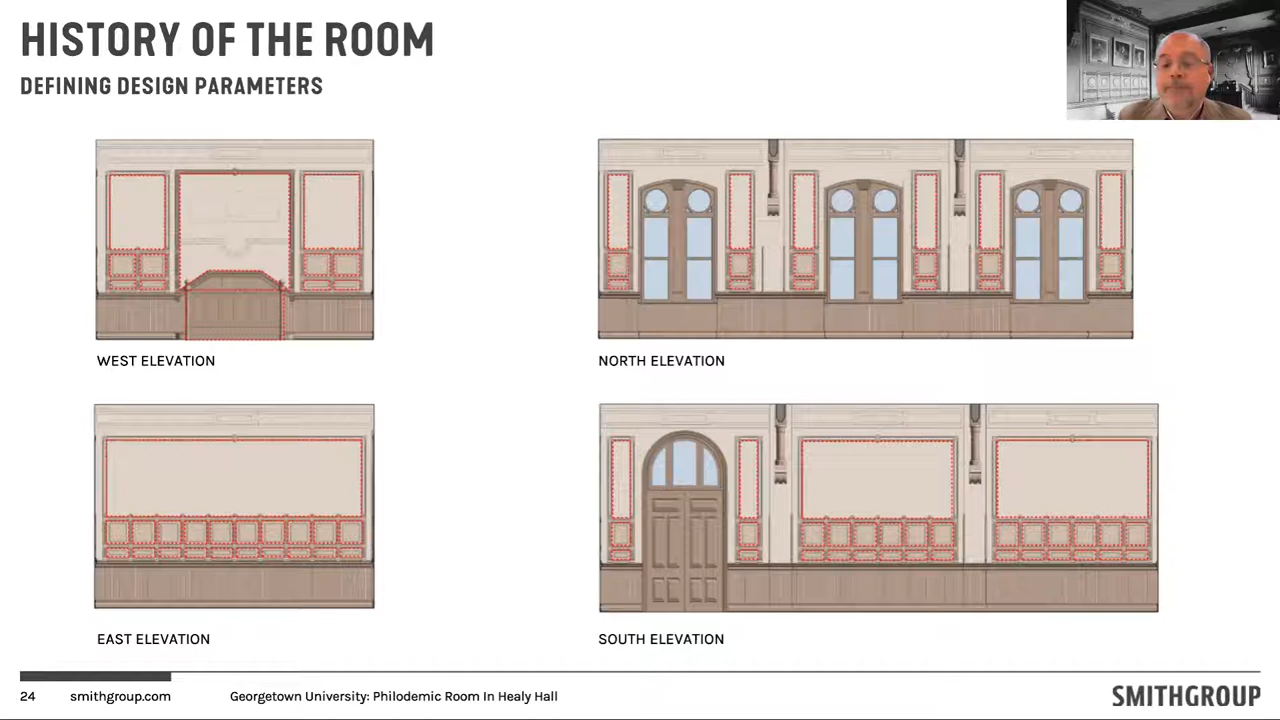 HISTORY OF THE ROOM
DEFINING DESIGN PARAMETERS
WEST ELEVATION
NORTH ELEVATION
EAST ELEVATION
SOUTH ELEVATION
24 smithgroup.com Georgetown University: Philodemic Room In Healy Hall
SMITHGROUP